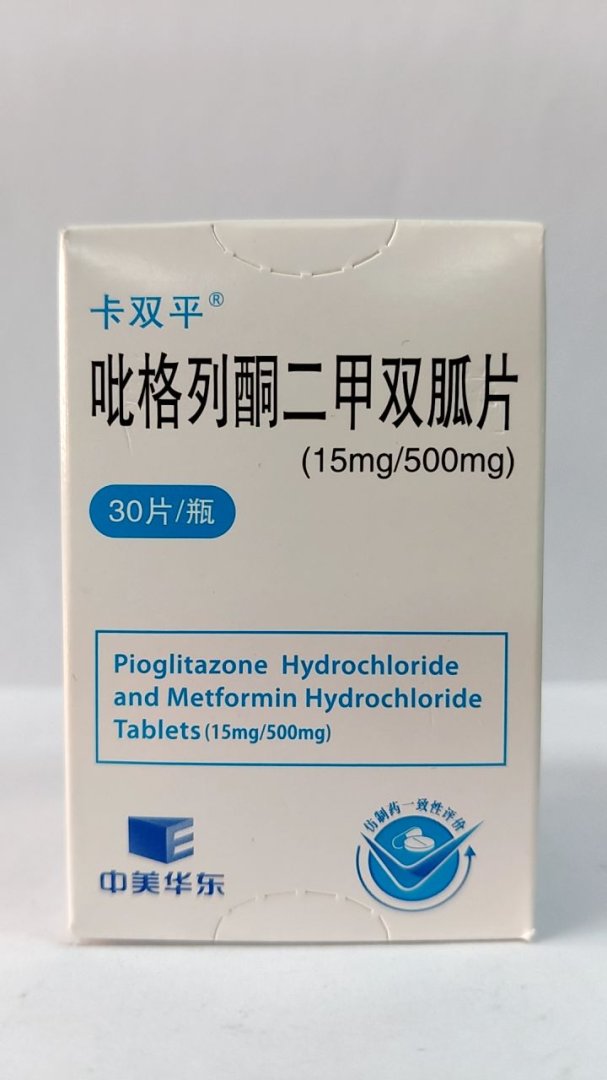 卡双平®
吡格列酮二甲双胍片
(15mg/500mg)
30片/瓶
Pioglitazone Hydrochloride
and Metformin Hydrochloride
Tablets (15mg/500mg)
仿制药一致性评价
中美华东